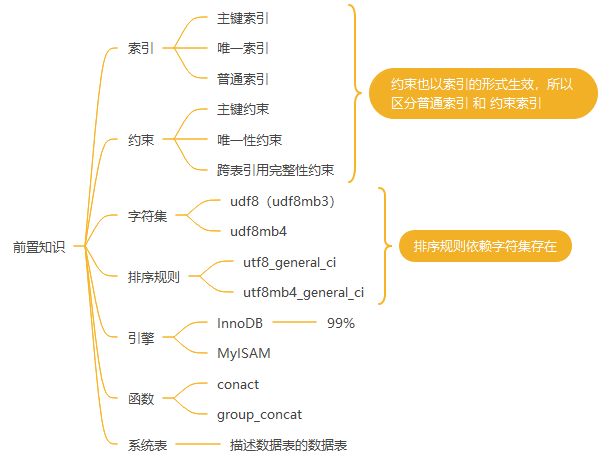 前置知识
索引
主键索引
唯一索引
普通索引
约束
主键约束
唯一性约束
跨表引用完整性约束
约束也以索引的形式生效，所以
区分普通索引 和 约束索引
字符集
udf8（udf8mb3）
udf8mb4
排序规则
utf8_general_ci
utf8mb4_general_ci
排序规则依赖字符集存在
引擎
InnoDB
99%
MyISAM
函数
conact
group_concat
系统表
描述数据表的数据表